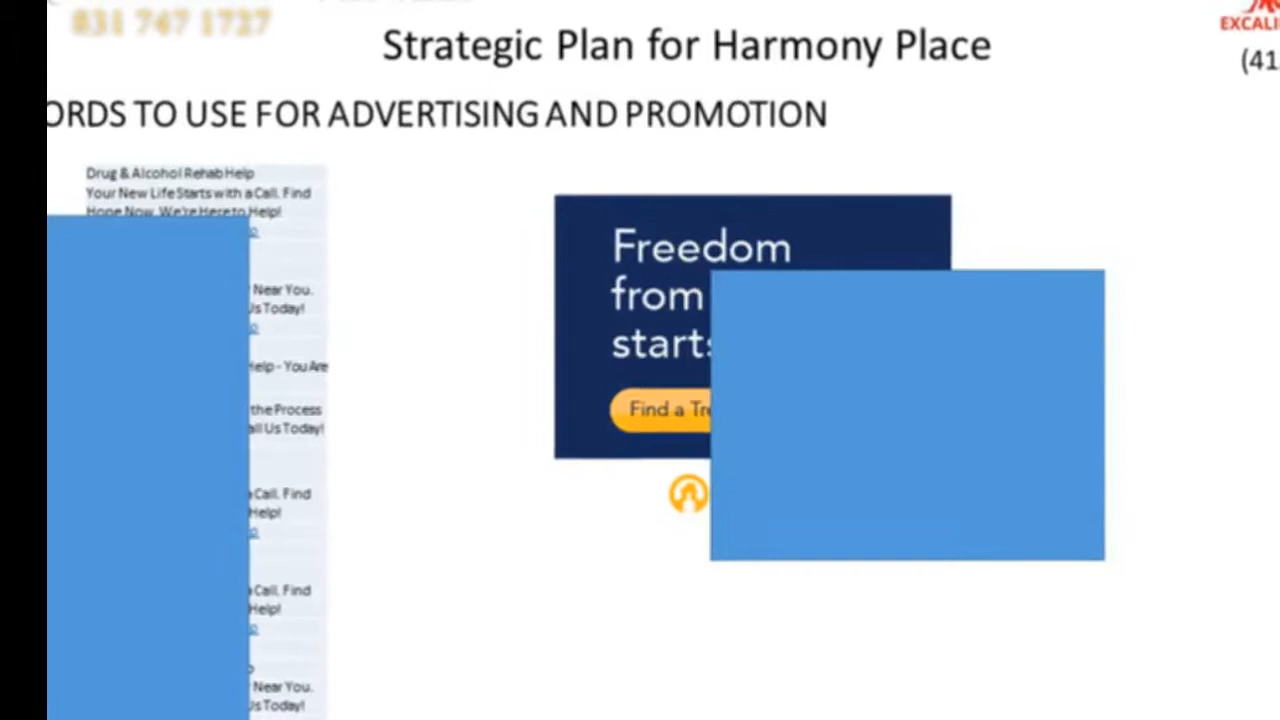 831 747 1727
Strategic Plan for Harmony Place
EXCALI
(41
ORDS TO USE FOR ADVERTISING AND PROMOTION
Drug & Alcohol Rehab Help
Your New Life Starts with a Call. Find
Hope Now. We're Here to Help!
Near You.
Us Today!
Help - You Are
the Process
all Us Today!
Call. Find
Help!
Call. Find
Help!
Near You.
Us Today!
Freedom
from
starts
Find a Tre